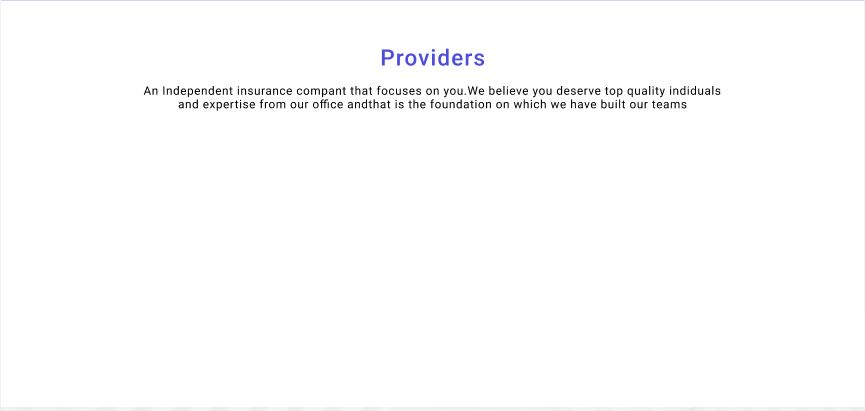 Providers
An Independent insurance compant that focuses on you.We believe you deserve top quality indiduals
and expertise from our office andthat is the foundation on which we have built our teams